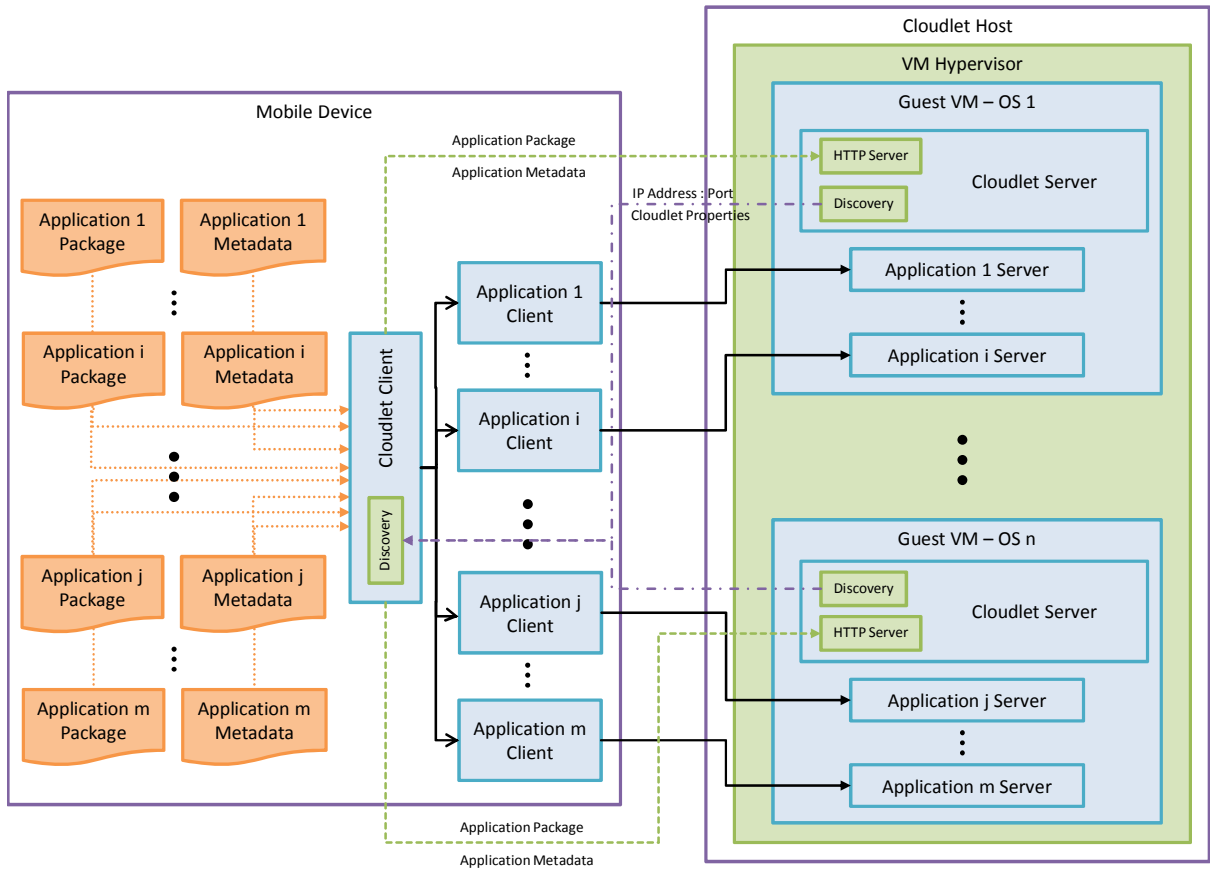 Cloudlet Host
VM Hypervisor
Guest VM – OS 1
HTTP Server
Discovery
Cloudlet Server
Application 1 Server
Application i Server
Guest VM – OS n
Discovery
HTTP Server
Cloudlet Server
Application j Server
Application m Server
Mobile Device
Application Package
Application Metadata
IP Address : Port
Cloudlet Properties
Application 1
Package
Application 1
Metadata
Application i
Package
Application i
Metadata
Application j
Package
Application j
Metadata
Application m
Package
Application m
Metadata
Cloudlet Client
Discovery
Application 1
Client
Application i
Client
Application j
Client
Application m
Client
Application Package
Application Metadata